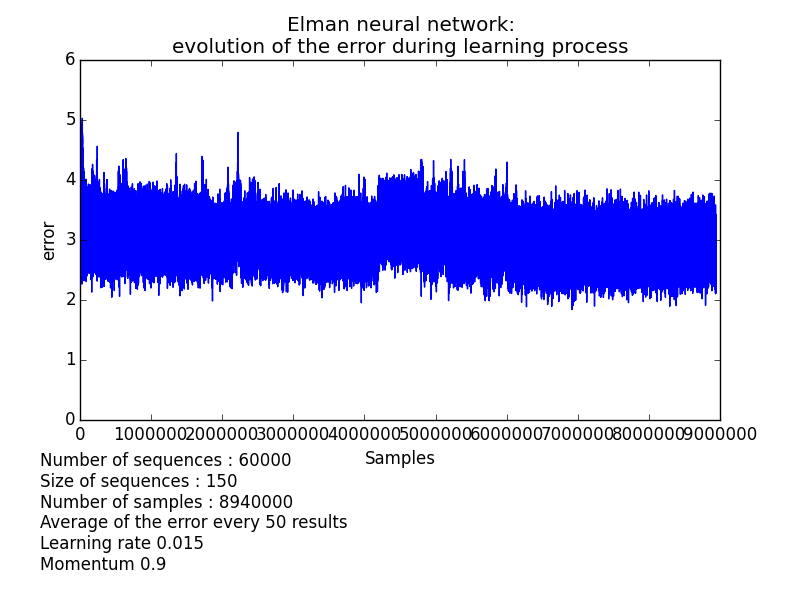 Elman neural network:
evolution of the error during learning process
6
5
4
3
2
1
0
error
0 1000000 2000000 3000000 4000000 5000000 6000000 7000000 8000000 9000000
Samples
Number of sequences : 60000
Size of sequences : 150
Number of samples : 8940000
Average of the error every 50 results
Learning rate 0.015
Momentum 0.9